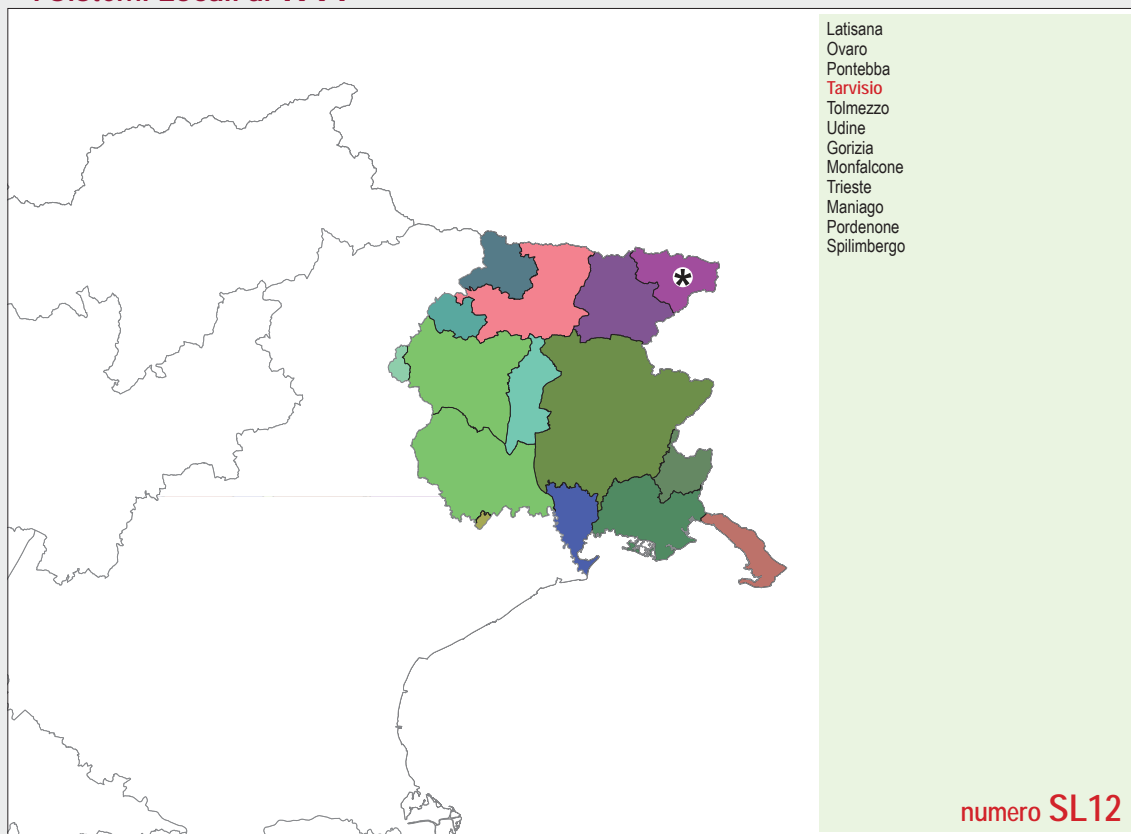 Latisana
Ovaro
Pontebba
Tarvisio
Tolmezzo
Udine
Gorizia
Monfalcone
Trieste
Maniago
Pordenone
Spilimbergo
*
numero SL12